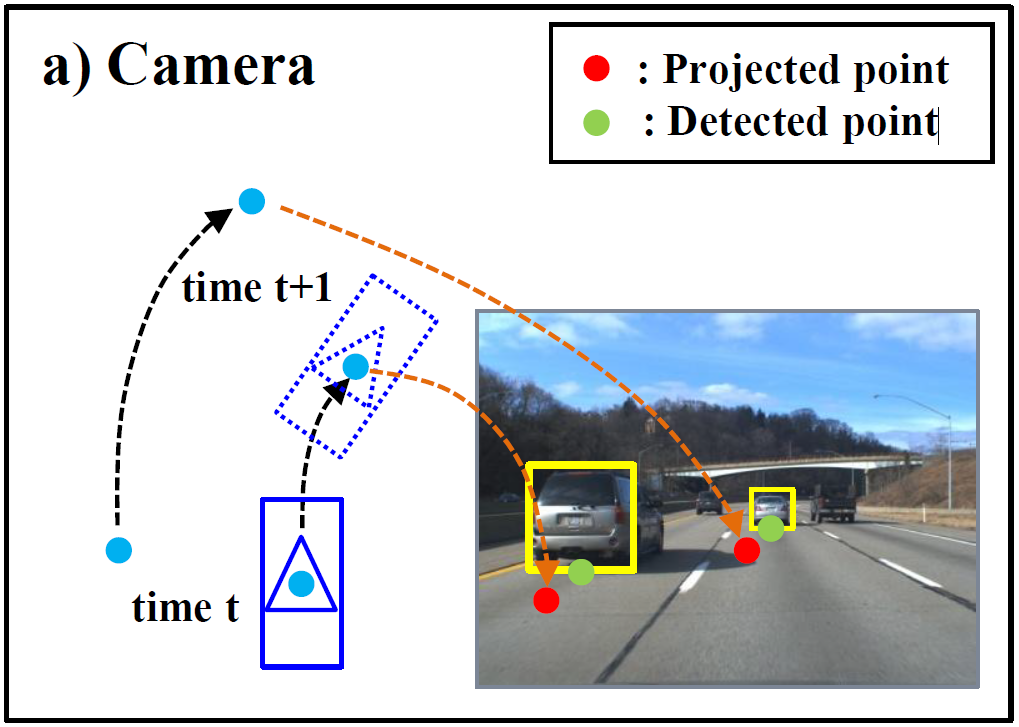 a) Camera
: Projected point
: Detected point
time t+1
time t